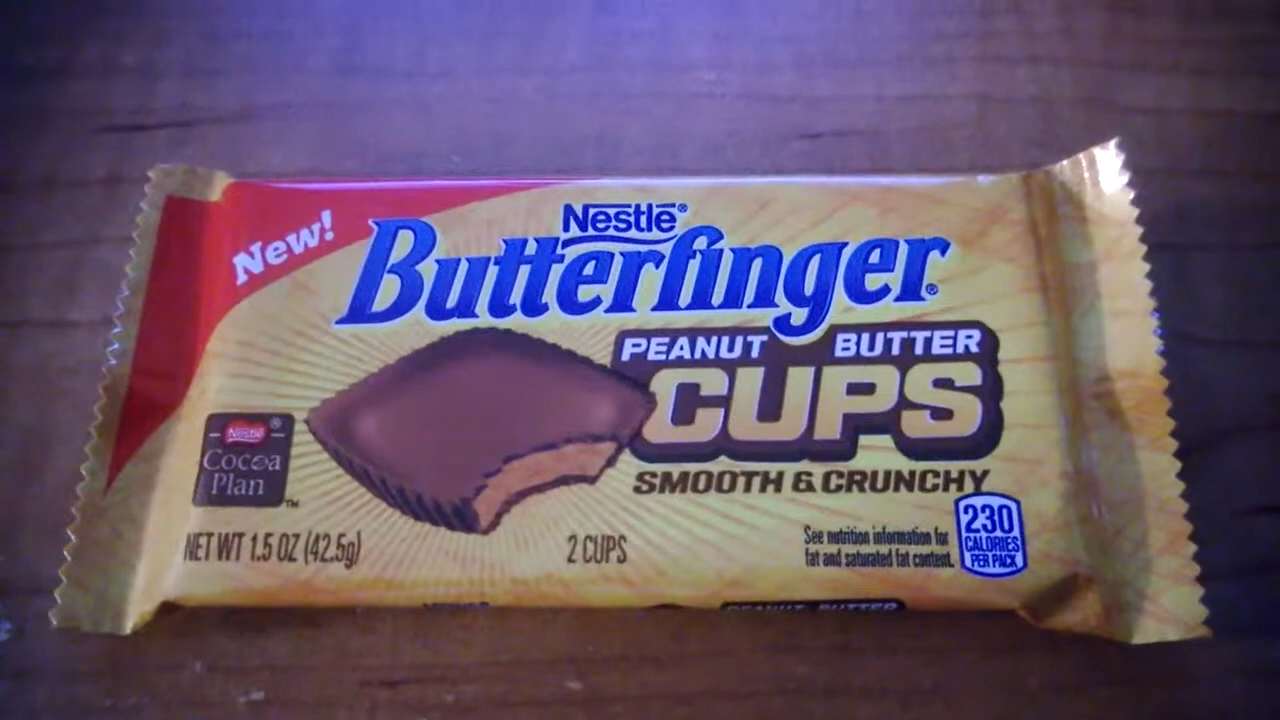 New!
Nestlé®
Butterfinger®
PEANUT BUTTER
CUPS
SMOOTH & CRUNCHY
Nestlé®
Cocoa
Plan™
NET WT 1.5 OZ (42.5g)
2 CUPS
See nutrition information for
fat and saturated fat content.
230
CALORIES
PER PACK
PEANUT BUTTER